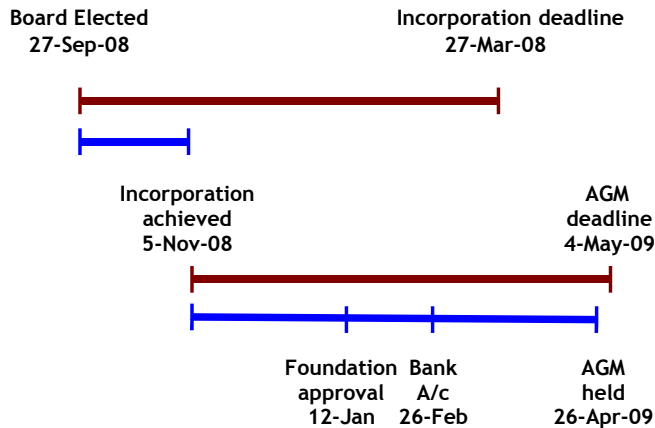 Board Elected
27-Sep-08
Incorporation deadline
27-Mar-08
Incorporation
achieved
5-Nov-08
AGM
deadline
4-May-09
Foundation
approval
12-Jan
Bank
A/c
26-Feb
AGM
held
26-Apr-09